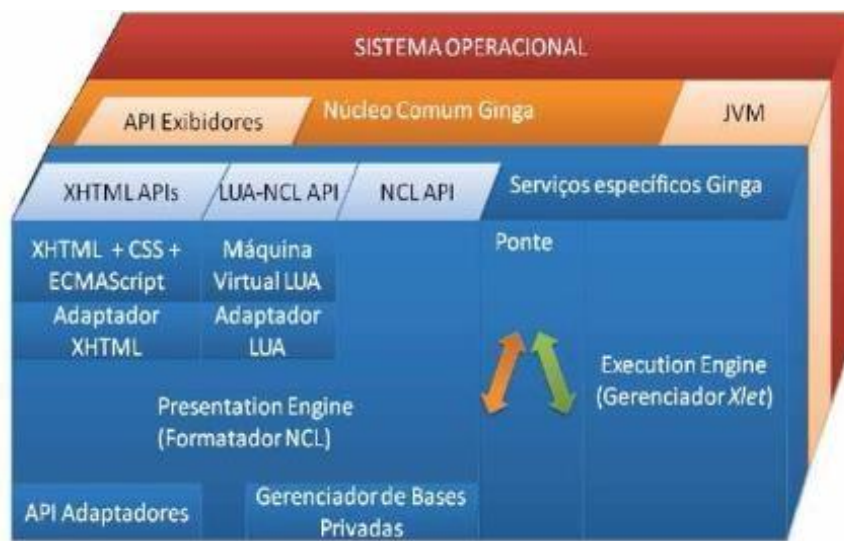 SISTEMA OPERACIONAL
API Exibidores
Núcleo Comum Ginga
JVM
XHTML APIs
LUA-NCL API
NCL API
Serviços específicos Ginga
XHTML + CSS +
ECMAScript
Máquina
Virtual LUA
Ponte
Adaptador
XHTML
Adaptador
LUA
Execution Engine
(Gerenciador Xlet)
Presentation Engine
(Formatador NCL)
API Adaptadores
Gerenciador de Bases
Privadas